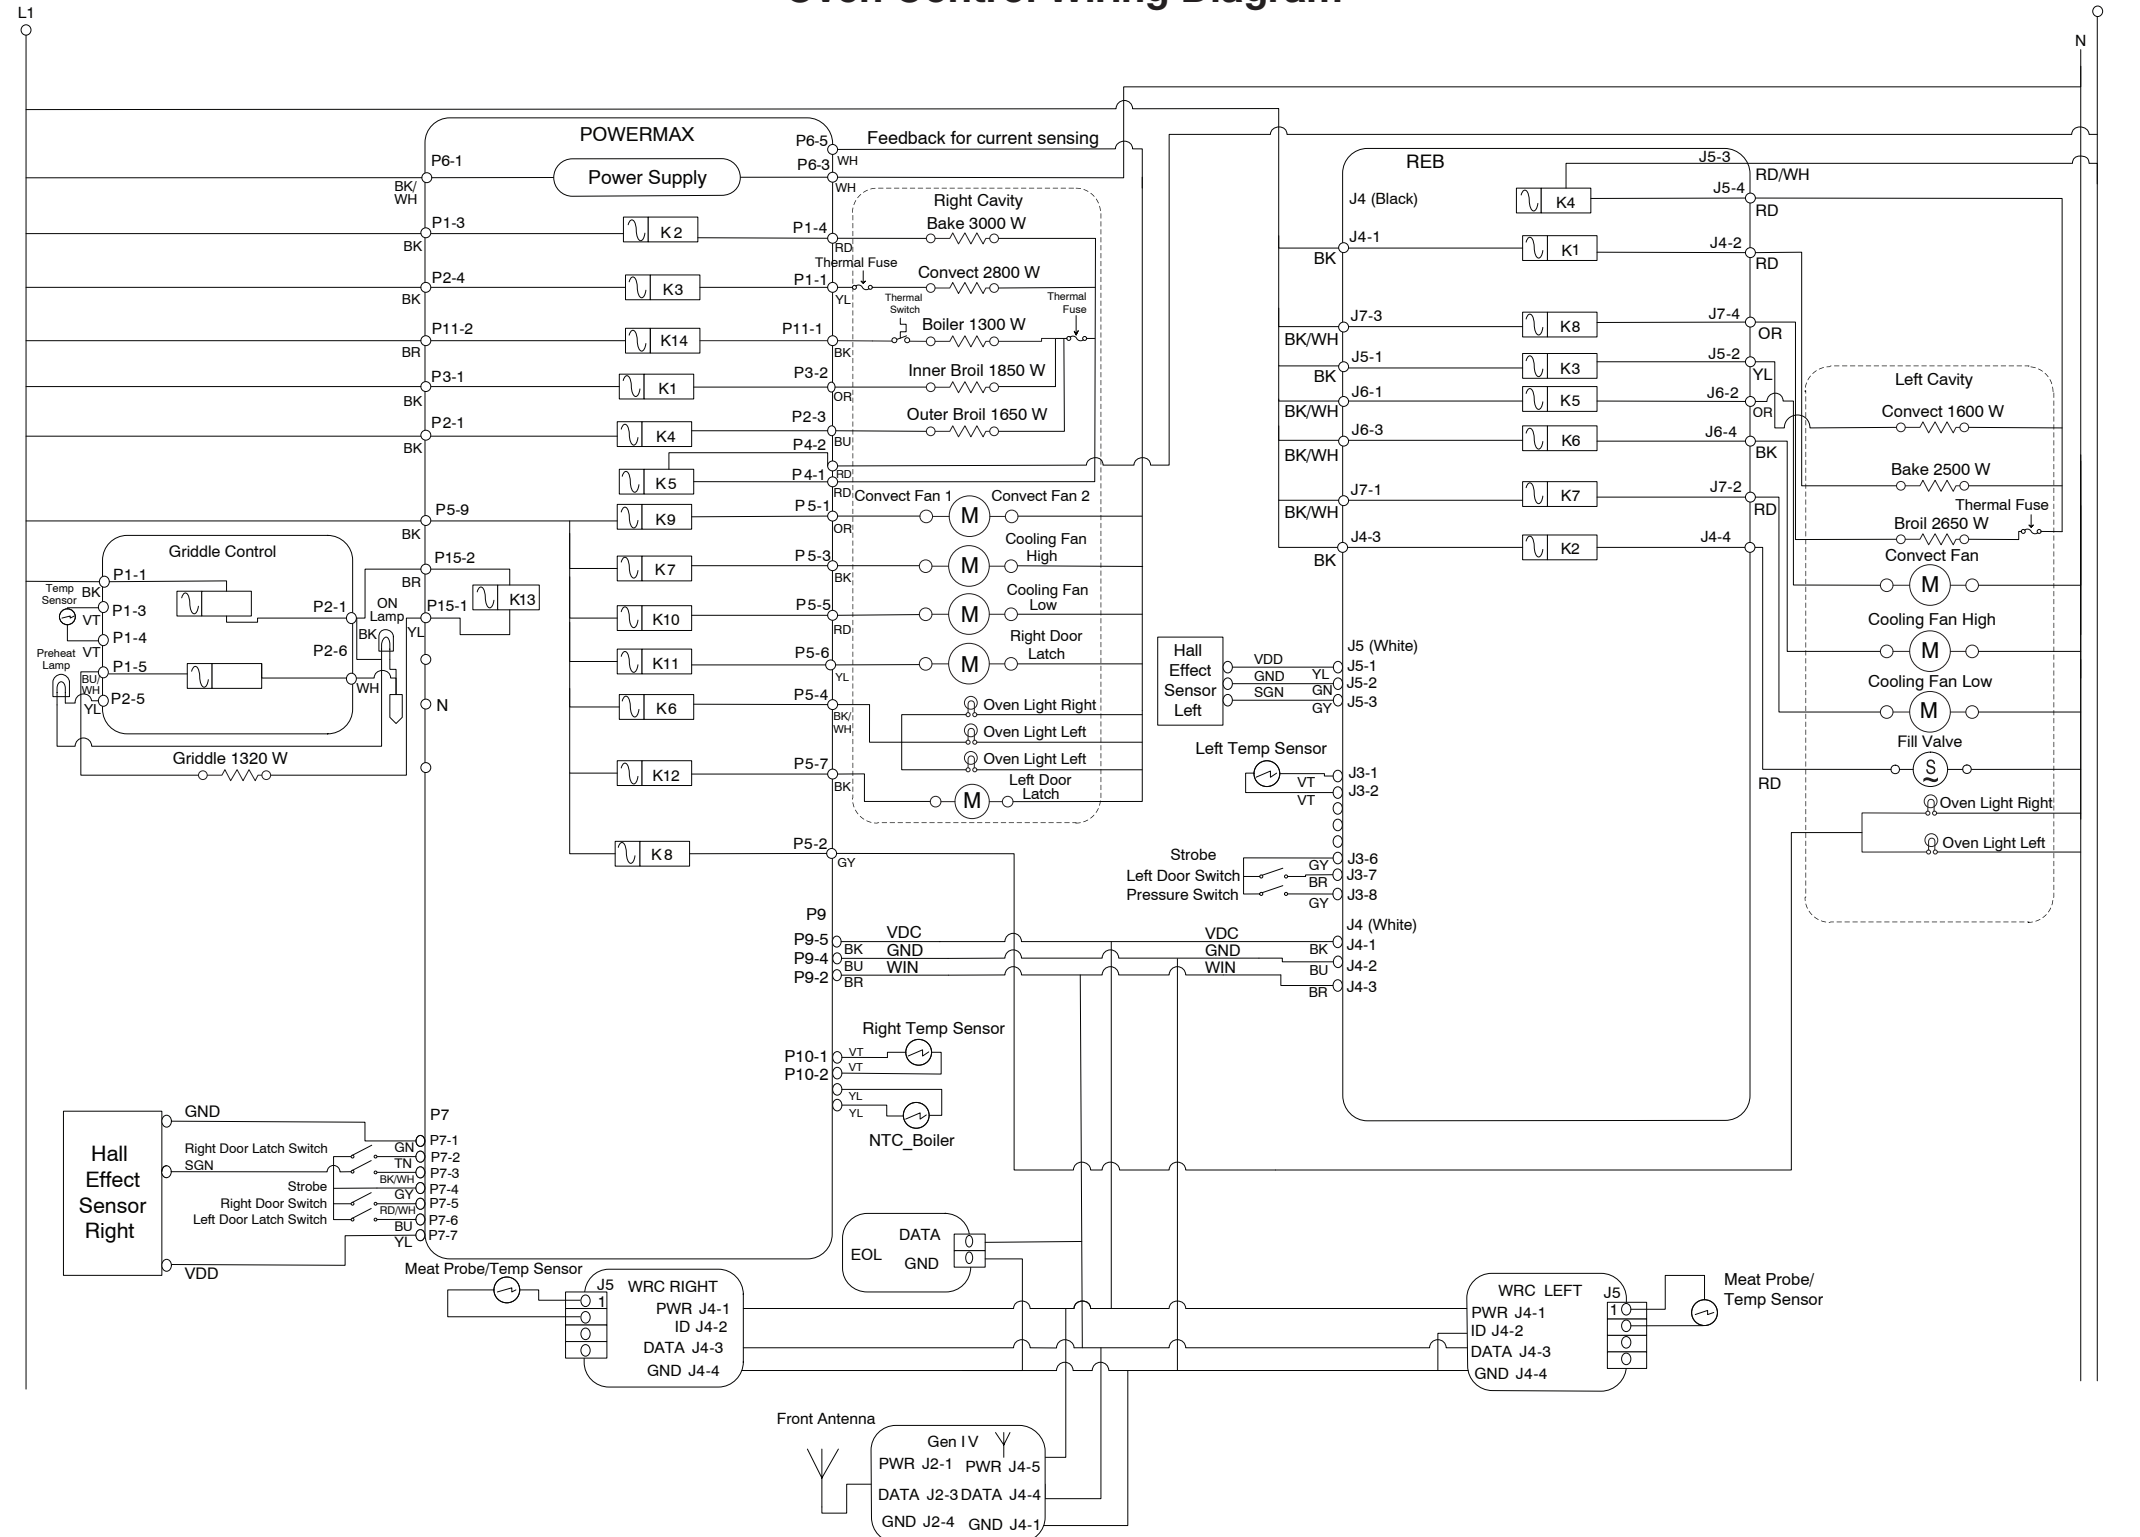 Oven Control Wiring Diagram
L1
N
POWERMAX
P6-5
Feedback for current sensing
WH
P6-1
BK/
WH
Power Supply
P6-3
WH
P1-3
BK
K2
P1-4
RD
P2-4
BK
K3
P1-1
YL
P11-2
BR
K14
P11-1
BK
P3-1
BK
K1
P3-2
OR
P2-1
BK
K4
P2-3
BU
P4-2
RD
K5
P4-1
RD
P5-9
BK
K9
P5-1
OR
K7
P5-3
BK
K10
P5-5
RD
K11
P5-6
YL
K6
P5-4
BK/
WH
K12
P5-7
BK
K8
P5-2
GY
P15-2
BR
K13
P15-1
YL
N
Right Cavity
Bake 3000 W
Thermal Fuse
Convect 2800 W
Thermal
Switch
Thermal
Fuse
Boiler 1300 W
Inner Broil 1850 W
Outer Broil 1650 W
Convect Fan 1
Convect Fan 2
M
Cooling Fan
High
M
Cooling Fan
Low
M
Right Door
Latch
M
Oven Light Right
Oven Light Left
Oven Light Left
Left Door
Latch
M
Griddle Control
P1-1
BK
Temp
Sensor
P1-3
VT
P1-4
VT
Preheat
Lamp
P1-5
BU/
WH
P2-5
YL
P2-1
ON
Lamp
BK
P2-6
WH
Griddle 1320 W
REB
J5-3
RD/WH
J4 (Black)
K4
J5-4
RD
J4-1
BK
K1
J4-2
RD
J7-3
BK/WH
K8
J7-4
OR
J5-1
BK
K3
J5-2
YL
J6-1
BK/WH
K5
J6-2
OR
J6-3
BK/WH
K6
J6-4
BK
J7-1
BK/WH
K7
J7-2
RD
J4-3
BK
K2
J4-4
RD
Left Cavity
Convect 1600 W
Bake 2500 W
Thermal Fuse
Broil 2650 W
Convect Fan
M
Cooling Fan High
M
Cooling Fan Low
M
Fill Valve
S
Oven Light Right
Oven Light Left
Hall
Effect
Sensor
Left
J5 (White)
VDD
YL
J5-1
GND
GN
J5-2
SGN
GY
J5-3
Left Temp Sensor
VT
J3-1
VT
J3-2
Strobe
GY
J3-6
Left Door Switch
BR
J3-7
Pressure Switch
GY
J3-8
J4 (White)
P9
P9-5
BK
VDC
VDC
BK
J4-1
P9-4
BU
GND
GND
BU
J4-2
P9-2
BR
WIN
WIN
BR
J4-3
Right Temp Sensor
P10-1
VT
P10-2
VT
YL
YL
NTC_Boiler
Hall
Effect
Sensor
Right
GND
P7
P7-1
Right Door Latch Switch
GN
P7-2
SGN
TN
P7-3
Strobe
BK/WH
P7-4
Right Door Switch
GY
P7-5
Left Door Latch Switch
RD/WH
P7-6
BU
P7-7
YL
VDD
EOL
DATA
GND
Meat Probe/Temp Sensor
J5
1
WRC RIGHT
PWR J4-1
ID J4-2
DATA J4-3
GND J4-4
WRC LEFT
J5
1
PWR J4-1
ID J4-2
DATA J4-3
GND J4-4
Meat Probe/
Temp Sensor
Front Antenna
Gen IV
PWR J2-1 PWR J4-5
DATA J2-3 DATA J4-4
GND J2-4 GND J4-1